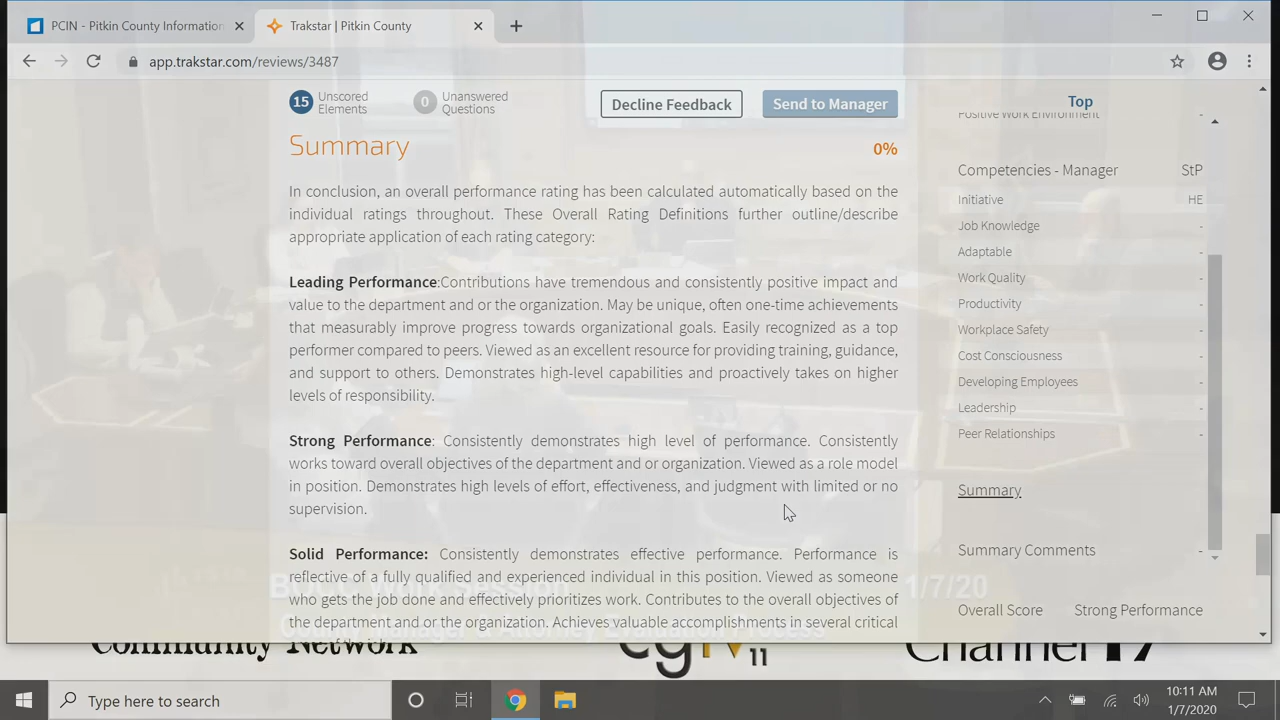 PCIN - Pitkin County Information
Trakstar | Pitkin County
app.trakstar.com/reviews/3487
15 Unscored Elements
0 Unanswered Questions
Decline Feedback
Send to Manager
Top
Summary
0%
In conclusion, an overall performance rating has been calculated automatically based on the
individual ratings throughout. These Overall Rating Definitions further outline/describe
appropriate application of each rating category:
Leading Performance:Contributions have tremendous and consistently positive impact and
value to the department and or the organization. May be unique, often one-time achievements
that measurably improve progress towards organizational goals. Easily recognized as a top
performer compared to peers. Viewed as an excellent resource for providing training, guidance,
and support to others. Demonstrates high-level capabilities and proactively takes on higher
levels of responsibility.
Strong Performance: Consistently demonstrates high level of performance. Consistently
works toward overall objectives of the department and or organization. Viewed as a role model
in position. Demonstrates high levels of effort, effectiveness, and judgment with limited or no
supervision.
Solid Performance: Consistently demonstrates effective performance. Performance is
reflective of a fully qualified and experienced individual in this position. Viewed as someone
who gets the job done and effectively prioritizes work. Contributes to the overall objectives of
the department and or the organization. Achieves valuable accomplishments in several critical
Positive Work Environment -
Competencies - Manager StP
Initiative HE
Job Knowledge -
Adaptable -
Work Quality -
Productivity -
Workplace Safety -
Cost Consciousness -
Developing Employees -
Leadership -
Peer Relationships -
Summary
Summary Comments -
Overall Score Strong Performance
Work Session
1/7/20
Attorney Evaluation Process
Community Network
11
Channel 17
Type here to search
10:11 AM
1/7/2020